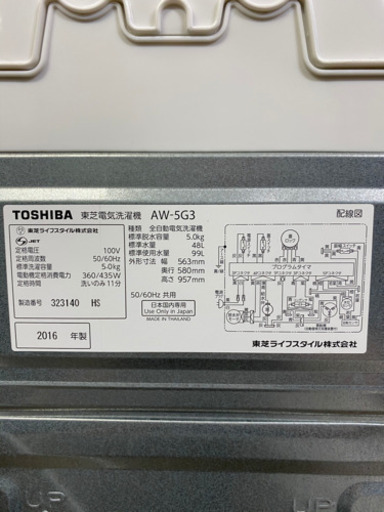 TOSHIBA 東芝電気洗濯機 AW-5G3 配線図
東芝ライフスタイル株式会社
JET
定格電圧 100V
定格周波数 50/60Hz
標準洗濯容量 5.0kg
電動機定格消費電力 360/435W
定格時間 洗いのみ11分
製造番号 323140 HS
2016 年製
種類 全自動電気洗濯機
標準脱水容量 5.0kg
標準水量 48L
標準使用水量 99L
外形寸法 幅 563mm
奥行 580mm
高さ 957mm
50/60Hz 共用
日本国内専用
Use Only in Japan
MADE IN THAILAND
プログラムタイマ
東芝ライフスタイル株式会社
UP
UP